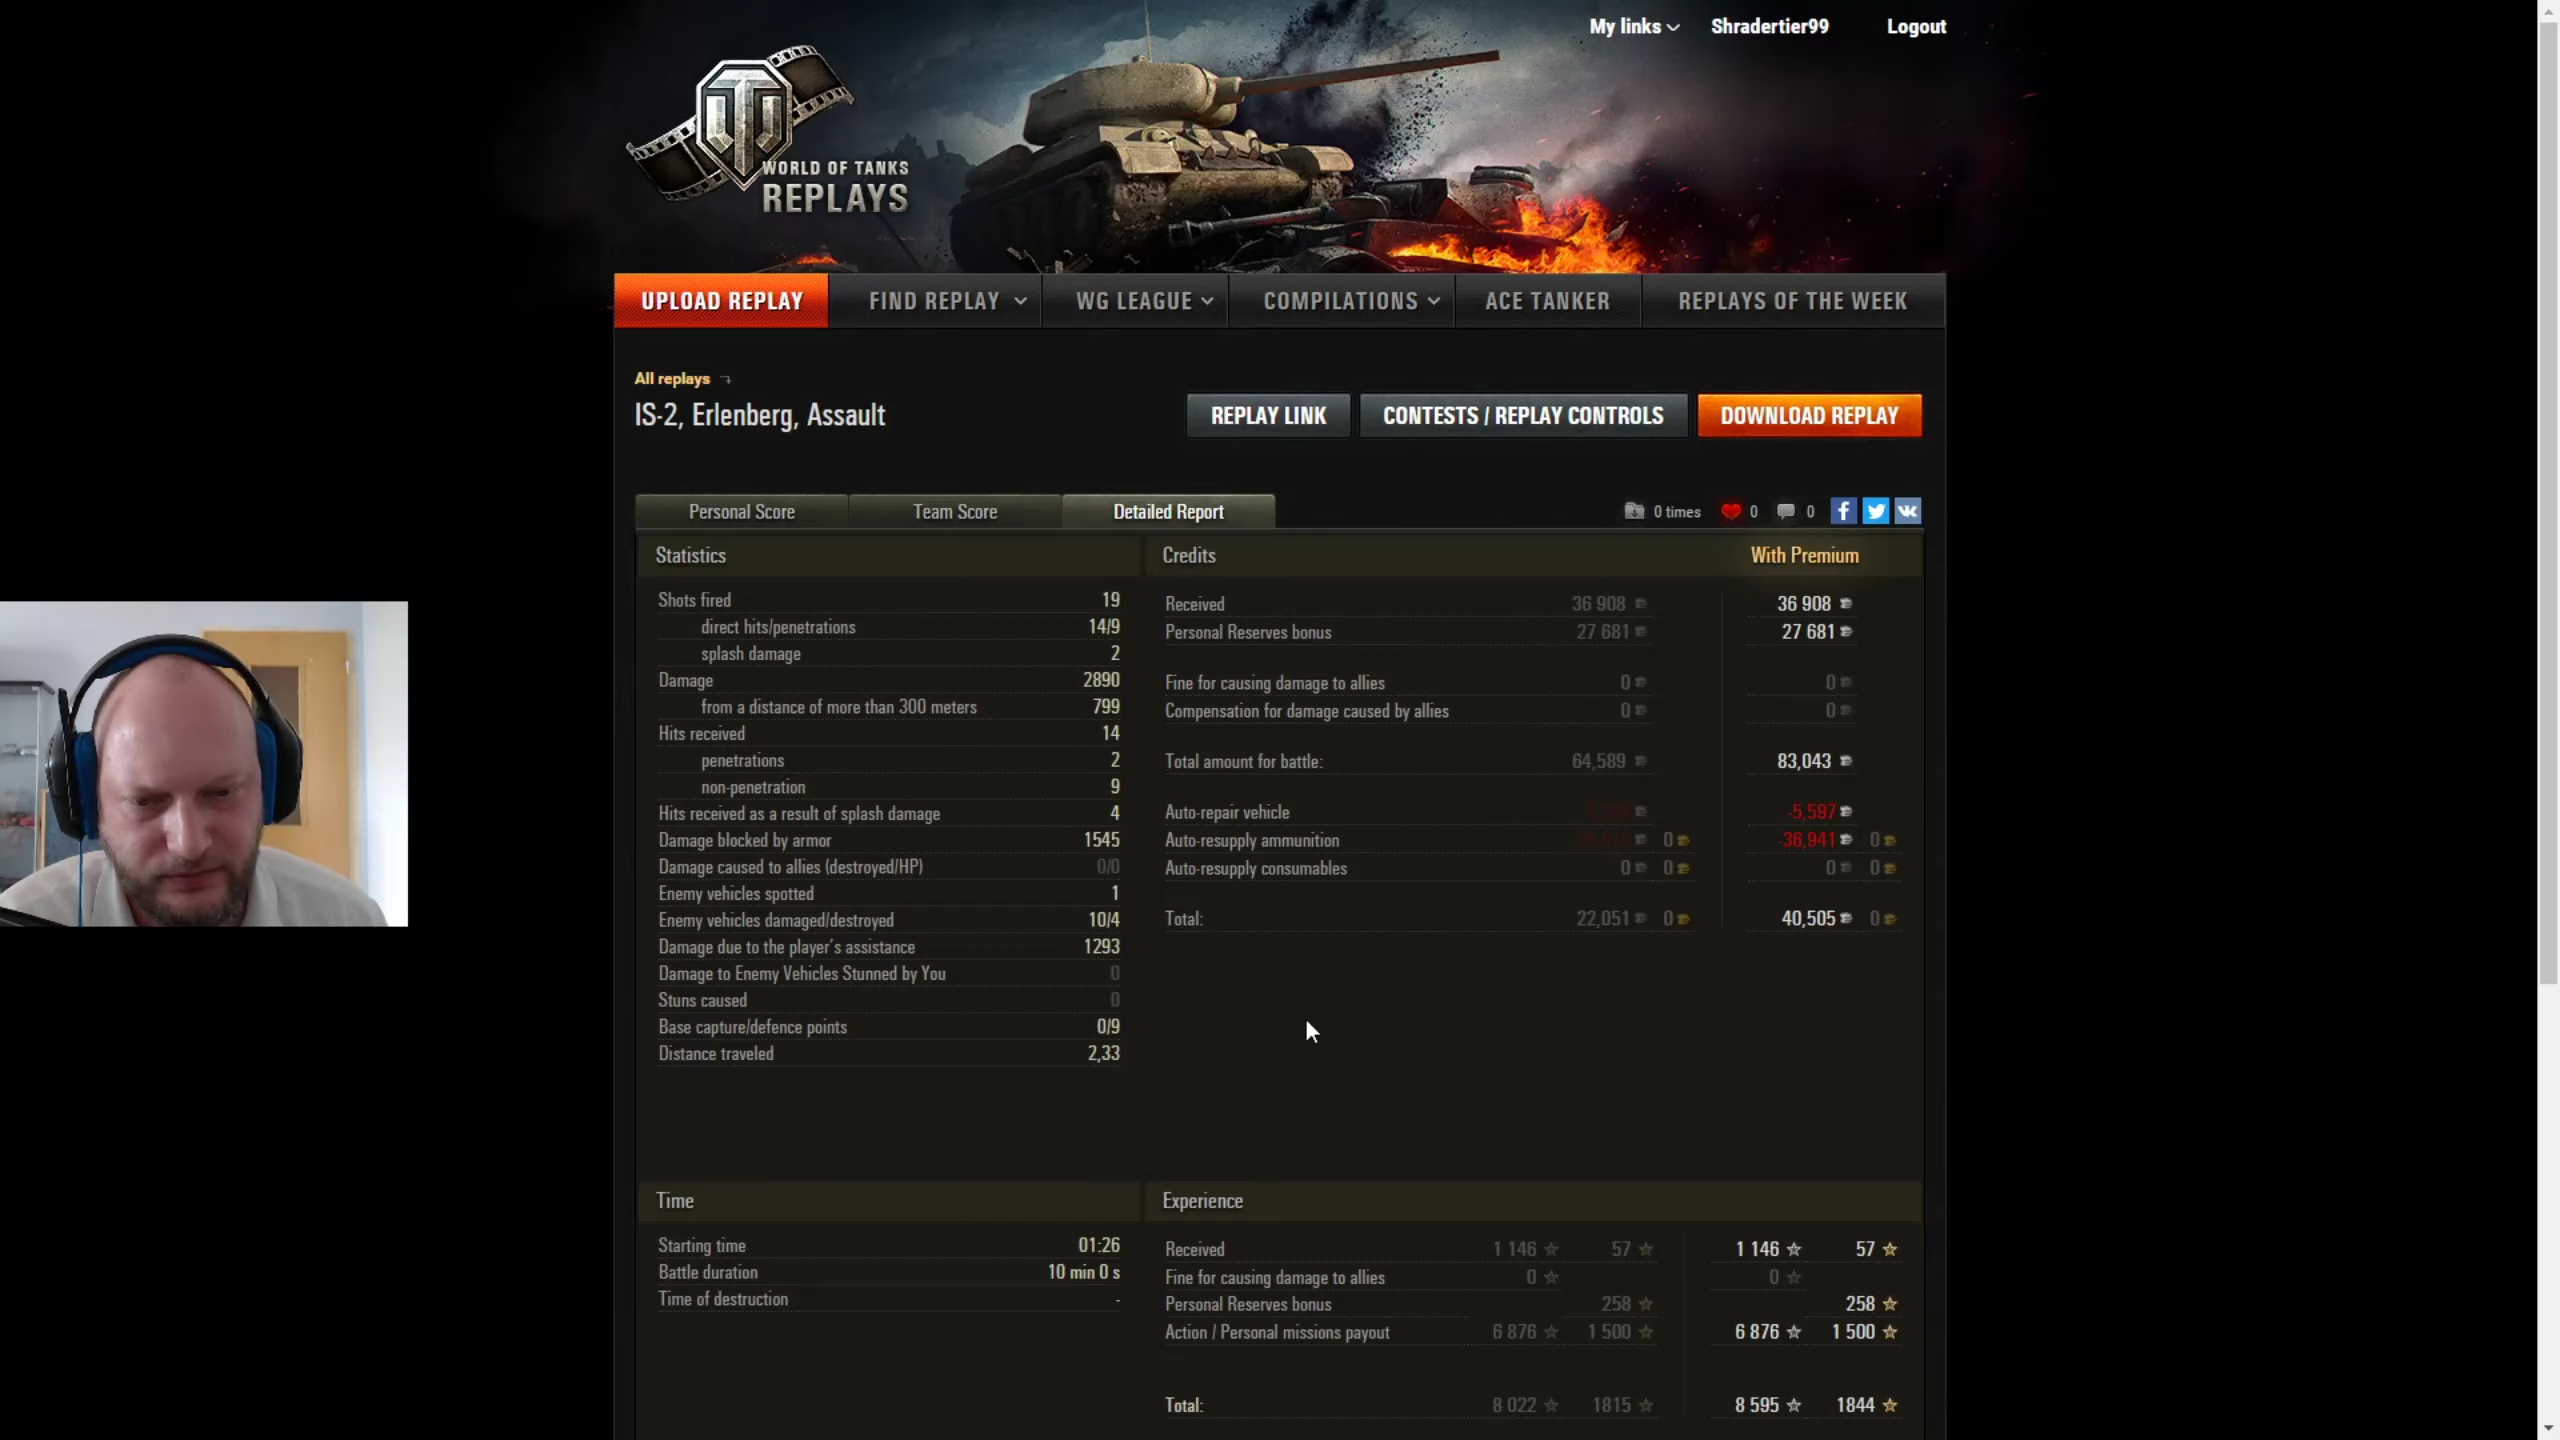 My links Shradertier99 Logout
WORLD OF TANKS
REPLAYS
UPLOAD REPLAY FIND REPLAY WG LEAGUE COMPILATIONS ACE TANKER REPLAYS OF THE WEEK
All replays
IS-2, Erlenberg, Assault
REPLAY LINK CONTESTS / REPLAY CONTROLS DOWNLOAD REPLAY
Personal Score Team Score Detailed Report 0 times 0 0
Statistics
Shots fired 19
direct hits/penetrations 14/9
splash damage 2
Damage 2890
from a distance of more than 300 meters 799
Hits received 14
penetrations 2
non-penetration 9
Hits received as a result of splash damage 4
Damage blocked by armor 1545
Damage caused to allies (destroyed/HP) 0/0
Enemy vehicles spotted 1
Enemy vehicles damaged/destroyed 10/4
Damage due to the player's assistance 1293
Damage to Enemy Vehicles Stunned by You 0
Stuns caused 0
Base capture/defence points 0/9
Distance traveled 2,33
Credits With Premium
Received 36 908 36 908
Personal Reserves bonus 27 681 27 681
Fine for causing damage to allies 0 0
Compensation for damage caused by allies 0 0
Total amount for battle: 64,589 83,043
Auto-repair vehicle -5,597
Auto-resupply ammunition 0 -36,941 0
Auto-resupply consumables 0 0 0 0
Total: 22,051 0 40,505 0
Time
Starting time 01:26
Battle duration 10 min 0 s
Time of destruction -
Experience
Received 1 146 57 1 146 57
Fine for causing damage to allies 0 0
Personal Reserves bonus 258 258
Action / Personal missions payout 6 876 1 500 6 876 1 500
Total: 8 022 1815 8 595 1844